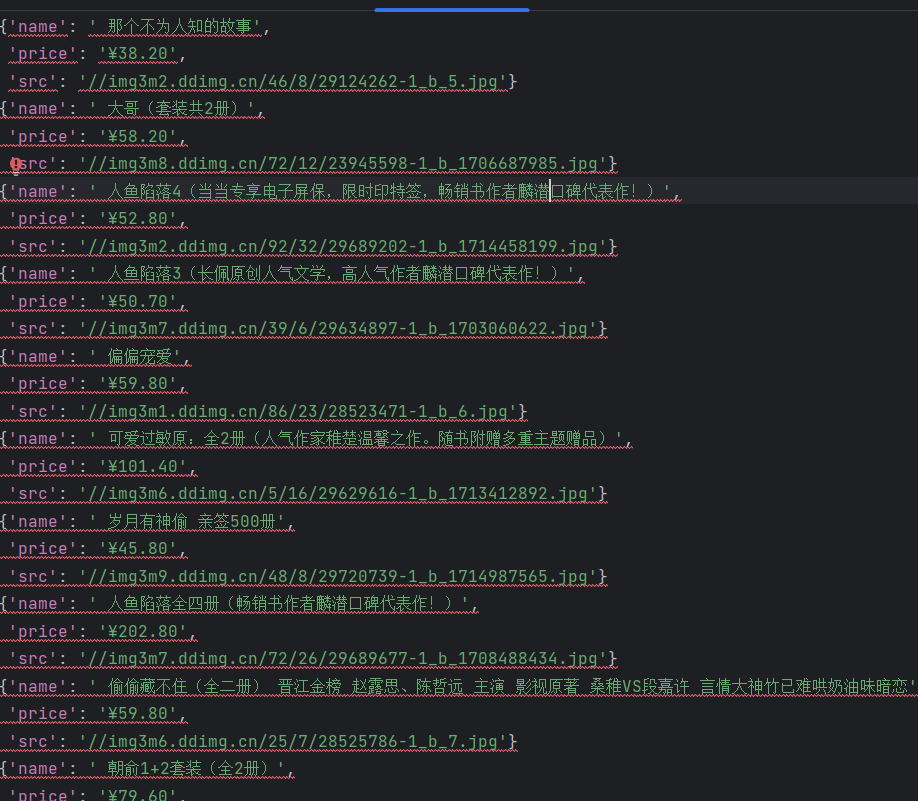 {'name': ' 那个不为人知的故事',
 'price': '¥38.20',
 'src': '//img3m2.ddimg.cn/46/8/29124262-1_b_5.jpg'}
{'name': ' 大哥（套装共2册）',
 'price': '¥58.20',
 'src': '//img3m8.ddimg.cn/72/12/23945598-1_b_1706687985.jpg'}
{'name': ' 人鱼陷落4（当当专享电子屏保，限时印特签，畅销书作者麟潜口碑代表作！）',
 'price': '¥52.80',
 'src': '//img3m2.ddimg.cn/92/32/29689202-1_b_1714458199.jpg'}
{'name': ' 人鱼陷落3（长佩原创人气文学，高人气作者麟潜口碑代表作！）',
 'price': '¥50.70',
 'src': '//img3m7.ddimg.cn/39/6/29634897-1_b_1703060622.jpg'}
{'name': ' 偏偏宠爱',
 'price': '¥59.80',
 'src': '//img3m1.ddimg.cn/86/23/28523471-1_b_6.jpg'}
{'name': ' 可爱过敏原：全2册（人气作家稚楚温馨之作。随书附赠多重主题赠品）',
 'price': '¥101.40',
 'src': '//img3m6.ddimg.cn/5/16/29629616-1_b_1713412892.jpg'}
{'name': ' 岁月有神偷 亲签500册',
 'price': '¥45.80',
 'src': '//img3m9.ddimg.cn/48/8/29720739-1_b_1714987565.jpg'}
{'name': ' 人鱼陷落全四册（畅销书作者麟潜口碑代表作！）',
 'price': '¥202.80',
 'src': '//img3m7.ddimg.cn/72/26/29689677-1_b_1708488434.jpg'}
{'name': ' 偷偷藏不住（全二册） 晋江金榜 赵露思、陈哲远 主演 影视原著 桑稚VS段嘉许 言情大神竹已难哄奶油味暗恋'
 'price': '¥59.80',
 'src': '//img3m6.ddimg.cn/25/7/28525786-1_b_7.jpg'}
{'name': ' 朝俞1+2套装（全2册）',
 'price': '¥79.60',